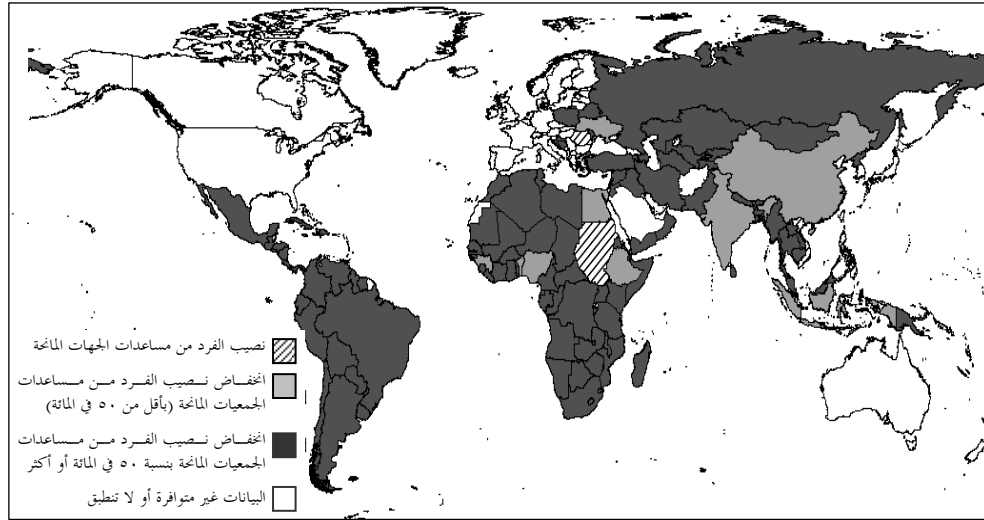 نصيب الفرد من مساعدات الجهات المانحة
انخفاض نصيب الفرد من مساعدات
الجمعيات المانحة (بأقل من ٥٠ في المائة)
انخفاض نصيب الفرد من مساعدات
الجمعيات المانحة بنسبة ٥٠ في المائة أو أكثر
البيانات غير متوافرة أو لا تنطبق